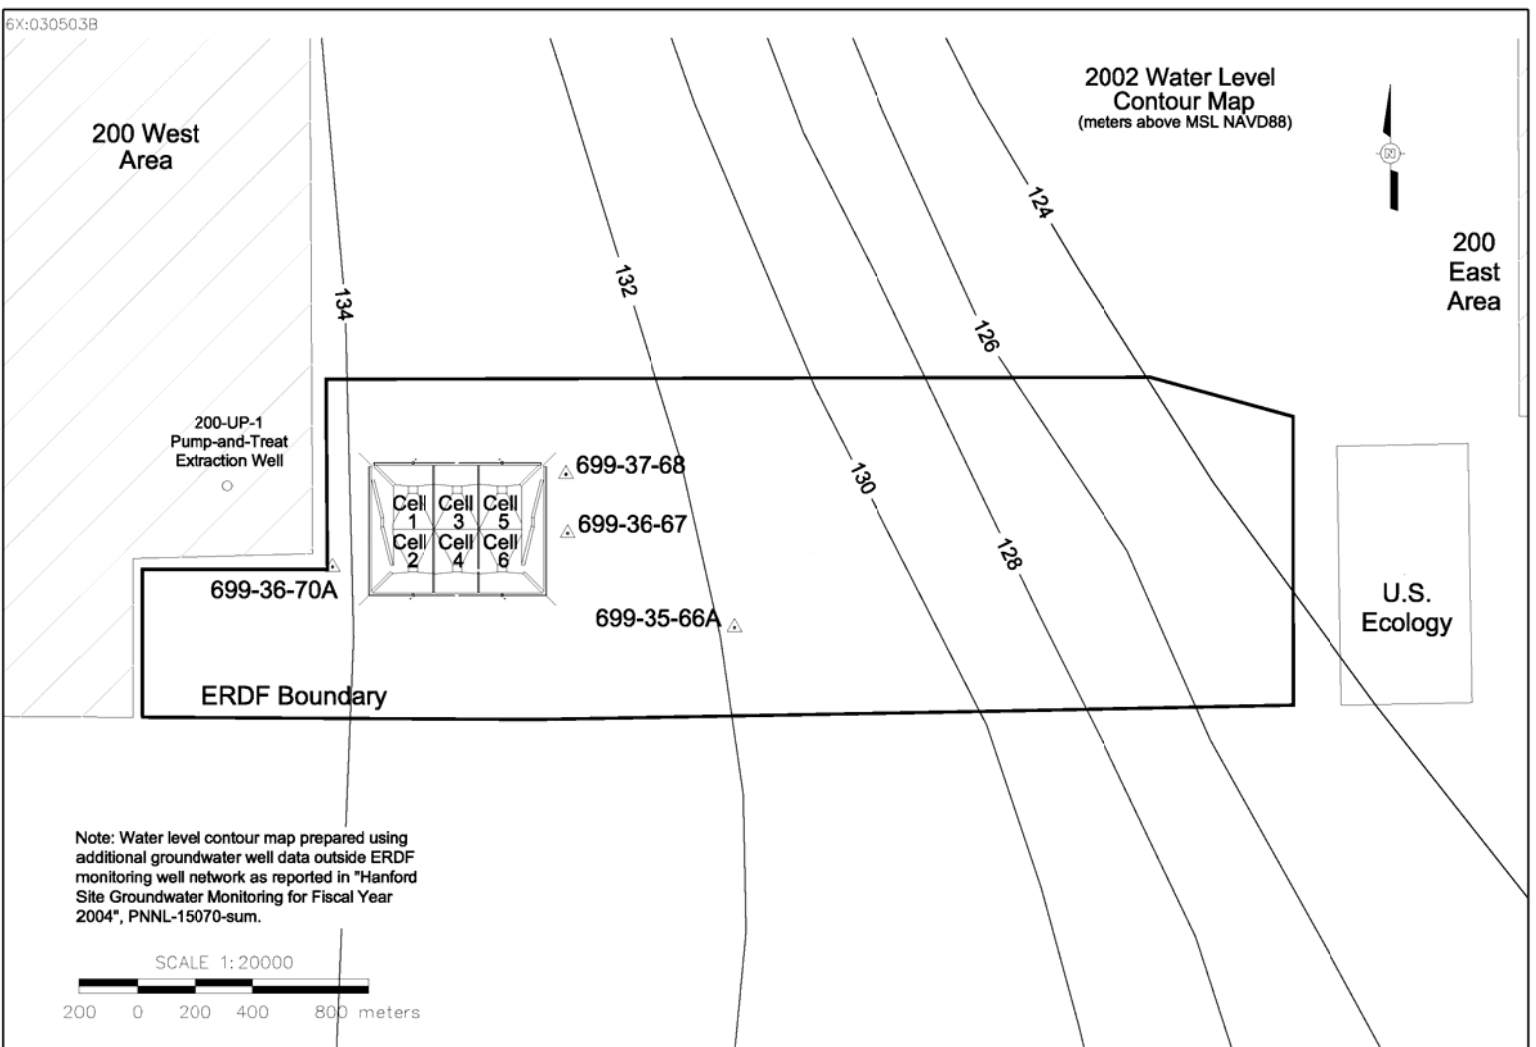 6X:030503B
200 West
Area
2002 Water Level
Contour Map
(meters above MSL NAVD88)
N
124
200
East
Area
132
134
126
200-UP-1
Pump-and-Treat
Extraction Well
699-37-68
130
Cell
1
Cell
3
Cell
5
699-36-67
Cell
2
Cell
4
Cell
6
128
699-36-70A
699-35-66A
U.S.
Ecology
ERDF Boundary
Note: Water level contour map prepared using
additional groundwater well data outside ERDF
monitoring well network as reported in "Hanford
Site Groundwater Monitoring for Fiscal Year
2004", PNNL-15070-sum.
SCALE 1:20000
200 0 200 400 800 meters